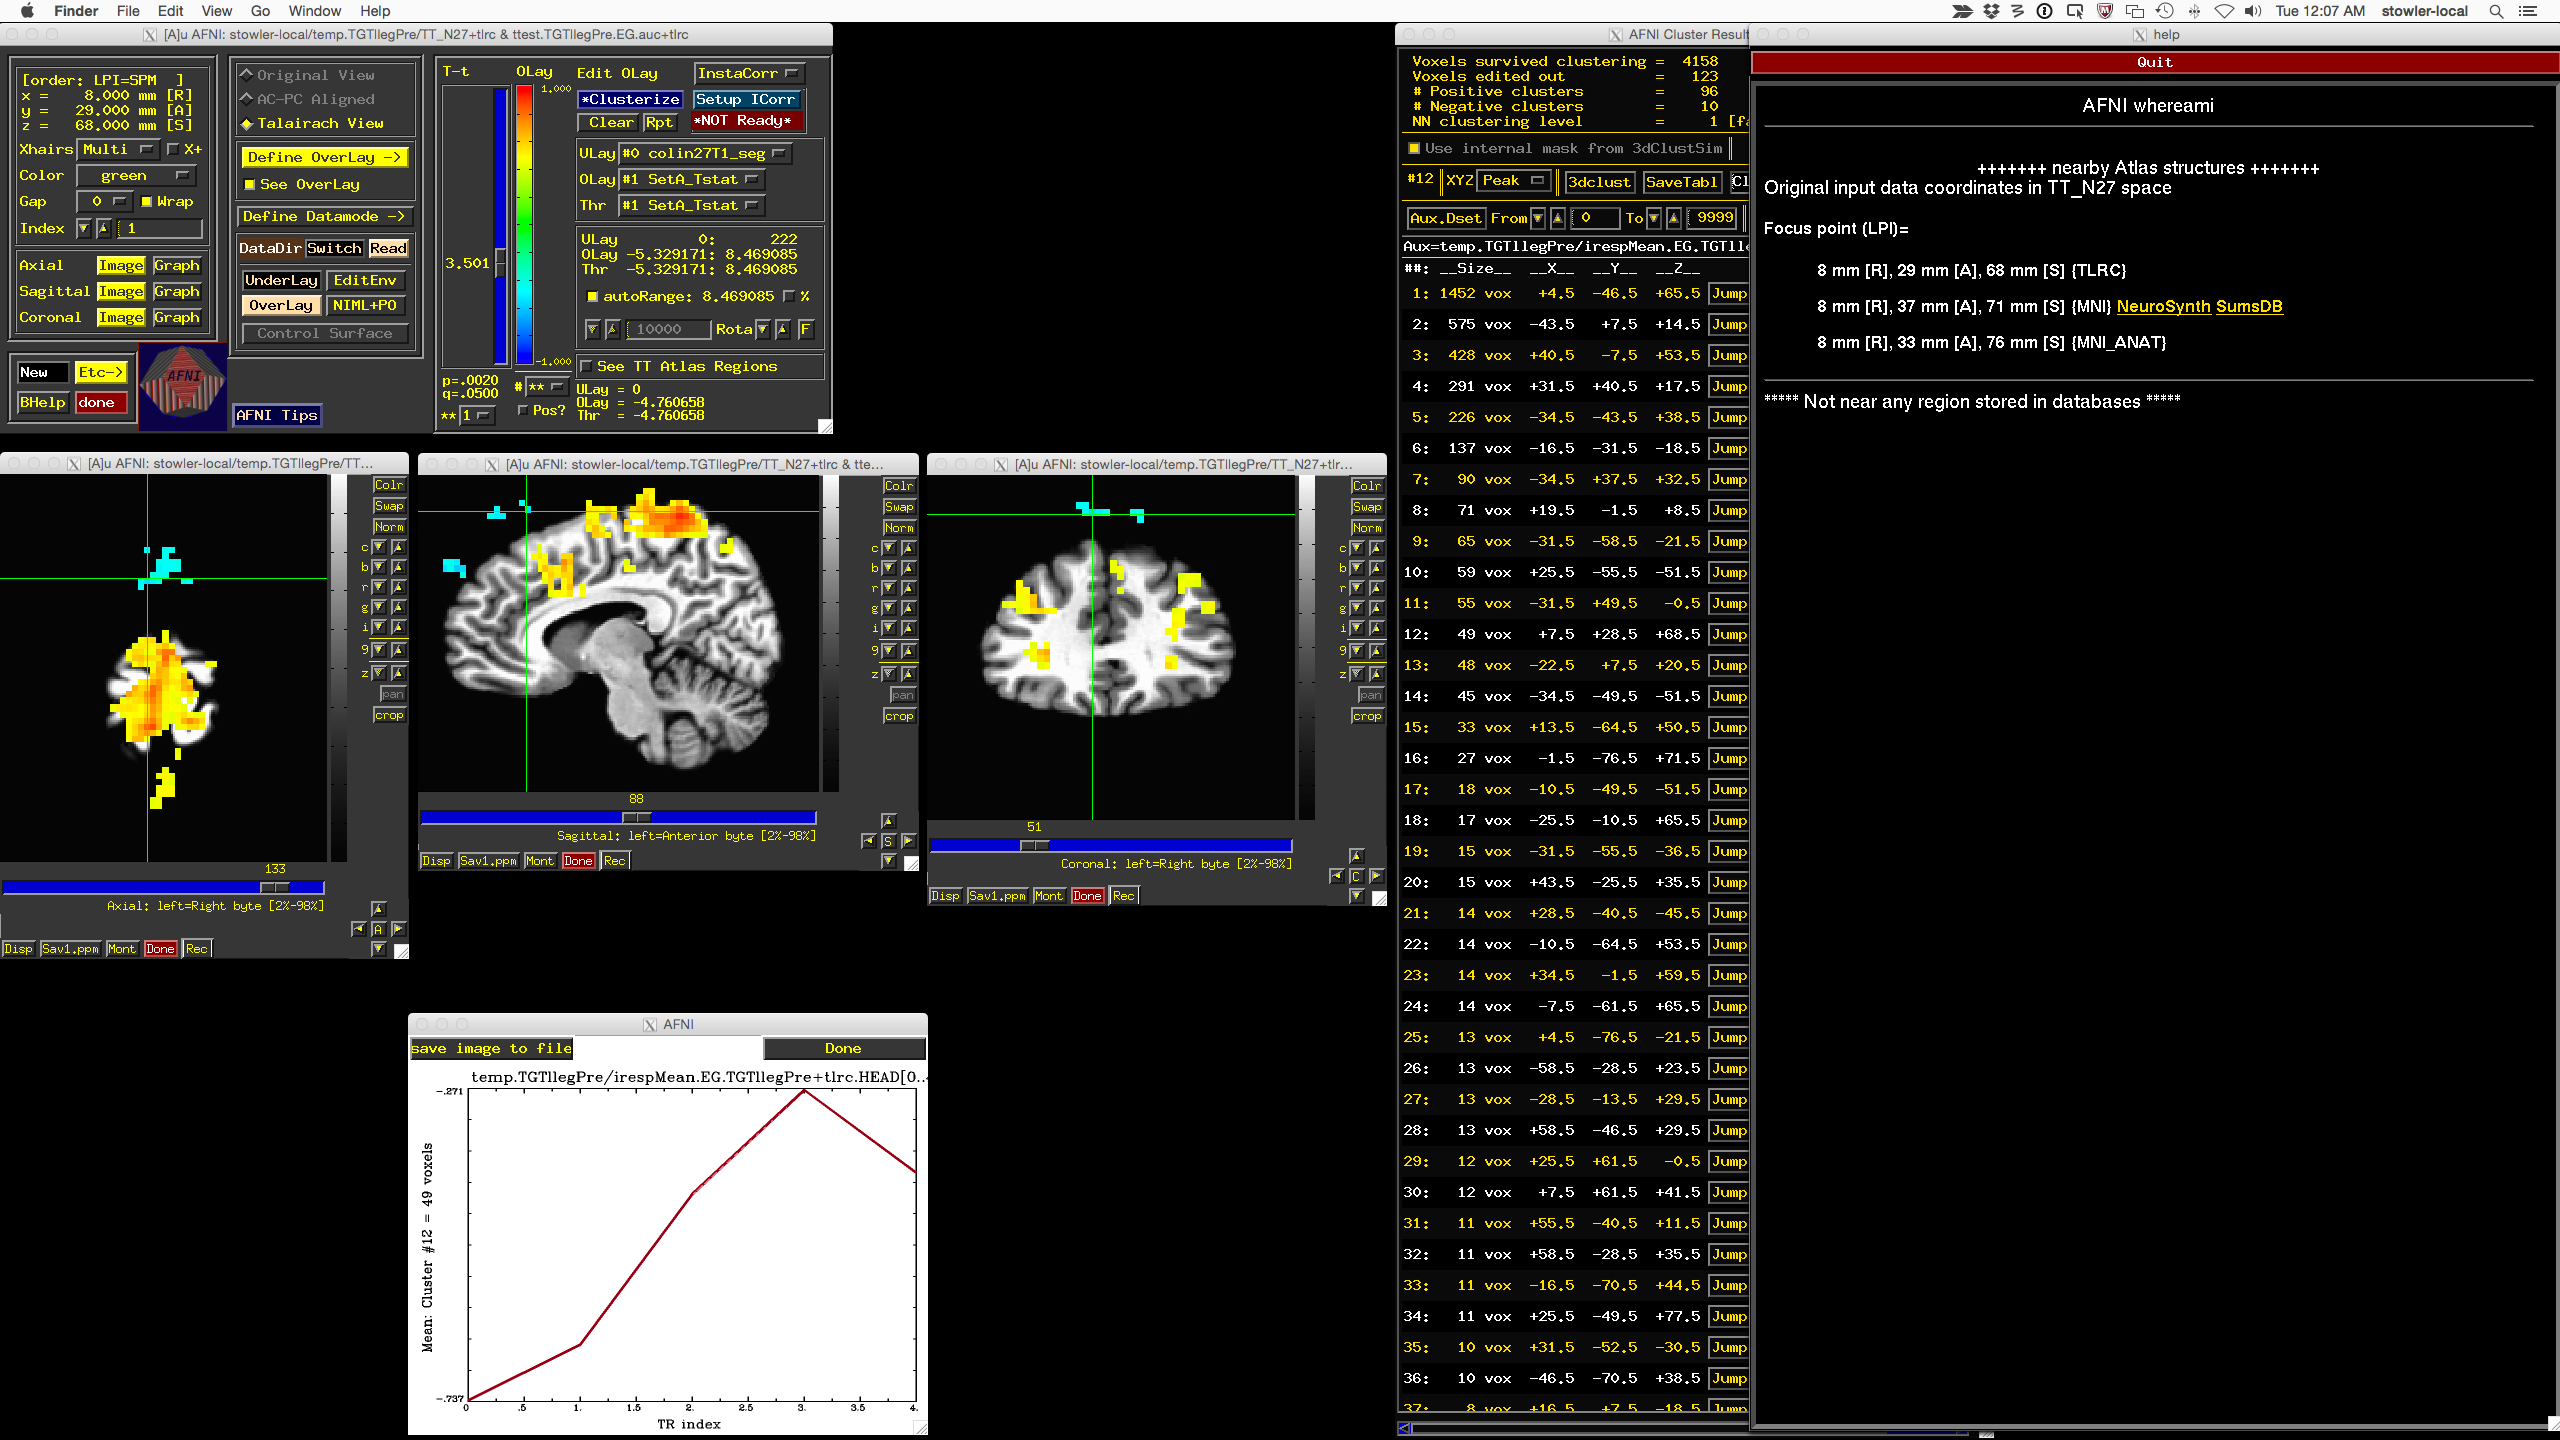 Finder File Edit View Go Window Help
Tue 12:07 AM stowler-local
[A]u AFNI: stowler-local/temp.TGTllegPre/TT_N27+tlrc & ttest.TGTllegPre.EG.auc+tlrc
[order: LPI=SPM ]
x = 8.000 mm [R]
y = 29.000 mm [A]
z = 68.000 mm [S]
Xhairs Multi X+
Color green
Gap 0 Wrap
Index 1
Axial Image Graph
Sagittal Image Graph
Coronal Image Graph
New Etc->
BHelp done
AFNI
AFNI Tips
Original View
AC-PC Aligned
Talairach View
Define OverLay ->
See OverLay
Define Datamode ->
DataDir Switch Read
UnderLay EditEnv
OverLay NIML+PO
Control Surface
T-t OLay Edit OLay InstaCorr
1.000
*Clusterize Setup ICorr
Clear Rpt *NOT Ready*
ULay #0 colin27T1_seg
OLay #1 SetA_Tstat
Thr #1 SetA_Tstat
3.501
ULay 0: 222
OLay -5.329171: 8.469085
Thr -5.329171: 8.469085
autoRange: 8.469085 %
10000 Rota F
-1.000
See TT Atlas Regions
p=.0020
q=.0500
# **
** 1
Pos?
ULay = 0
OLay = -4.760658
Thr = -4.760658
[A]u AFNI: stowler-local/temp.TGTllegPre/TT...
Colr
Swap
Norm
c
b
r
g
i
9
z
pan
crop
133
Axial: left=Right byte [2%-98%]
A
Disp Sav1.ppm Mont Done Rec
[A]u AFNI: stowler-local/temp.TGTllegPre/TT_N27+tlrc & tte...
Colr
Swap
Norm
c
b
r
g
i
9
z
pan
crop
88
Sagittal: left=Anterior byte [2%-98%]
S
Disp Sav1.ppm Mont Done Rec
[A]u AFNI: stowler-local/temp.TGTllegPre/TT_N27+tlr...
Colr
Swap
Norm
c
b
r
g
i
9
z
pan
crop
51
Coronal: left=Right byte [2%-98%]
C
Disp Sav1.ppm Mont Done Rec
AFNI
save image to file Done
temp.TGTllegPre/irespMean.EG.TGTllegPre+tlrc.HEAD[0..
-.271
Mean: Cluster #12 = 49 voxels
-.737
0 .5 1. 1.5 2. 2.5 3. 3.5 4.
TR index
AFNI Cluster Result
Voxels survived clustering = 4158
Voxels edited out = 123
# Positive clusters = 96
# Negative clusters = 10
NN clustering level = 1 [fa
Use internal mask from 3dClustSim
#12 XYZ Peak 3dclust SaveTabl Cl
Aux.Dset From 0 To 9999
Aux=temp.TGTllegPre/irespMean.EG.TGTlle
##: __Size__ __X__ __Y__ __Z__
1: 1452 vox +4.5 -46.5 +65.5 Jump
2: 575 vox -43.5 +7.5 +14.5 Jump
3: 428 vox +40.5 -7.5 +53.5 Jump
4: 291 vox +31.5 +40.5 +17.5 Jump
5: 226 vox -34.5 -43.5 +38.5 Jump
6: 137 vox -16.5 -31.5 -18.5 Jump
7: 90 vox -34.5 +37.5 +32.5 Jump
8: 71 vox +19.5 -1.5 +8.5 Jump
9: 65 vox -31.5 -58.5 -21.5 Jump
10: 59 vox +25.5 -55.5 -51.5 Jump
11: 55 vox -31.5 +49.5 -0.5 Jump
12: 49 vox +7.5 +28.5 +68.5 Jump
13: 48 vox -22.5 +7.5 +20.5 Jump
14: 45 vox -34.5 -49.5 -51.5 Jump
15: 33 vox +13.5 -64.5 +50.5 Jump
16: 27 vox -1.5 -76.5 +71.5 Jump
17: 18 vox -10.5 -49.5 -51.5 Jump
18: 17 vox -25.5 -10.5 +65.5 Jump
19: 15 vox -31.5 -55.5 -36.5 Jump
20: 15 vox +43.5 -25.5 +35.5 Jump
21: 14 vox +28.5 -40.5 -45.5 Jump
22: 14 vox -10.5 -64.5 +53.5 Jump
23: 14 vox +34.5 -1.5 +59.5 Jump
24: 14 vox -7.5 -61.5 +65.5 Jump
25: 13 vox +4.5 -76.5 -21.5 Jump
26: 13 vox -58.5 -28.5 +23.5 Jump
27: 13 vox -28.5 -13.5 +29.5 Jump
28: 13 vox +58.5 -46.5 +29.5 Jump
29: 12 vox +25.5 +61.5 -0.5 Jump
30: 12 vox +7.5 +61.5 +41.5 Jump
31: 11 vox +55.5 -40.5 +11.5 Jump
32: 11 vox +58.5 -28.5 +35.5 Jump
33: 11 vox -16.5 -70.5 +44.5 Jump
34: 11 vox +25.5 -49.5 +77.5 Jump
35: 10 vox +31.5 -52.5 -30.5 Jump
36: 10 vox -46.5 -70.5 +38.5 Jump
37: 8 vox +16.5 +7.5 -18.5 Jump
help
Quit
AFNI whereami
+++++++ nearby Atlas structures +++++++
Original input data coordinates in TT_N27 space
Focus point (LPI)=
8 mm [R], 29 mm [A], 68 mm [S] {TLRC}
8 mm [R], 37 mm [A], 71 mm [S] {MNI} NeuroSynth SumsDB
8 mm [R], 33 mm [A], 76 mm [S] {MNI_ANAT}
***** Not near any region stored in databases *****